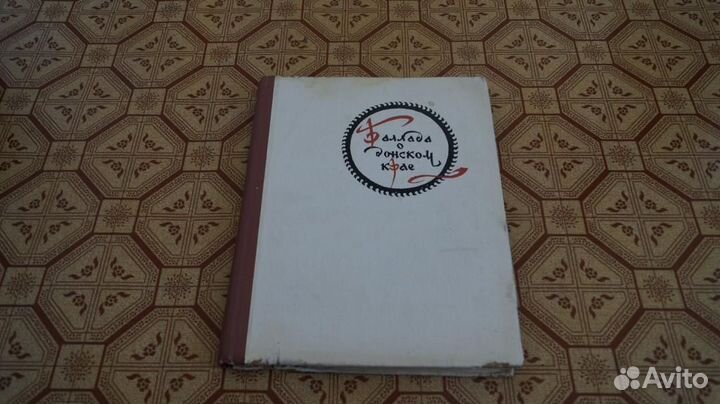 Баллада
о
донском
крае
Avito